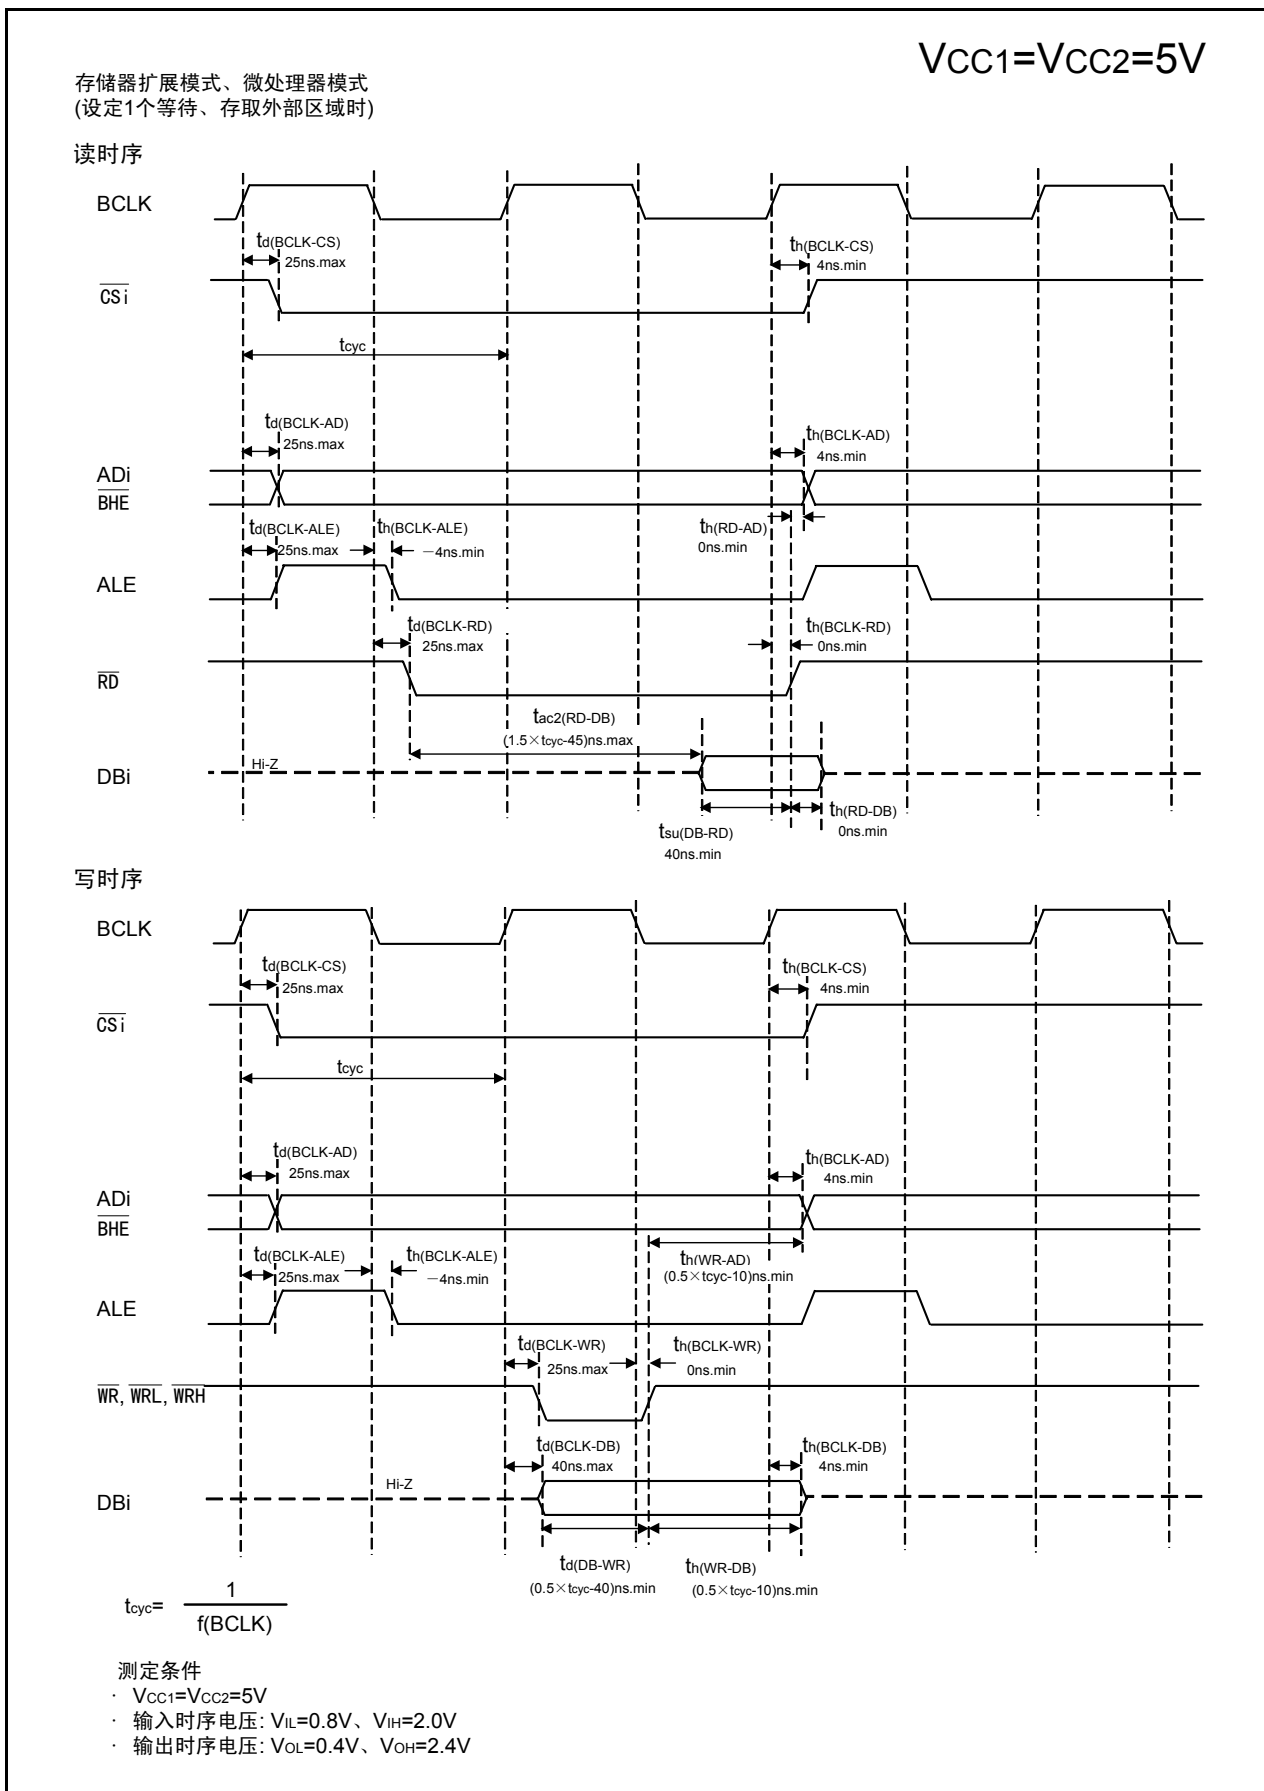 VCC1=VCC2=5V
存储器扩展模式、微处理器模式
(设定1个等待、存取外部区域时)
读时序
BCLK
td(BCLK-CS)
25ns.max
th(BCLK-CS)
4ns.min
CSi
tcyc
td(BCLK-AD)
25ns.max
th(BCLK-AD)
4ns.min
ADi
BHE
td(BCLK-ALE)
25ns.max
th(BCLK-ALE)
-4ns.min
th(RD-AD)
0ns.min
ALE
td(BCLK-RD)
25ns.max
th(BCLK-RD)
0ns.min
RD
tac2(RD-DB)
(1.5×tcyc-45)ns.max
Hi-Z
DBi
tsu(DB-RD)
40ns.min
th(RD-DB)
0ns.min
写时序
BCLK
td(BCLK-CS)
25ns.max
th(BCLK-CS)
4ns.min
CSi
tcyc
td(BCLK-AD)
25ns.max
th(BCLK-AD)
4ns.min
ADi
BHE
td(BCLK-ALE)
25ns.max
th(BCLK-ALE)
-4ns.min
th(WR-AD)
(0.5×tcyc-10)ns.min
ALE
td(BCLK-WR)
25ns.max
th(BCLK-WR)
0ns.min
WR, WRL, WRH
td(BCLK-DB)
40ns.max
th(BCLK-DB)
4ns.min
Hi-Z
DBi
td(DB-WR)
(0.5×tcyc-40)ns.min
th(WR-DB)
(0.5×tcyc-10)ns.min
tcyc= 1
f(BCLK)
测定条件
· VCC1=VCC2=5V
· 输入时序电压: VIL=0.8V、VIH=2.0V
· 输出时序电压: VOL=0.4V、VOH=2.4V